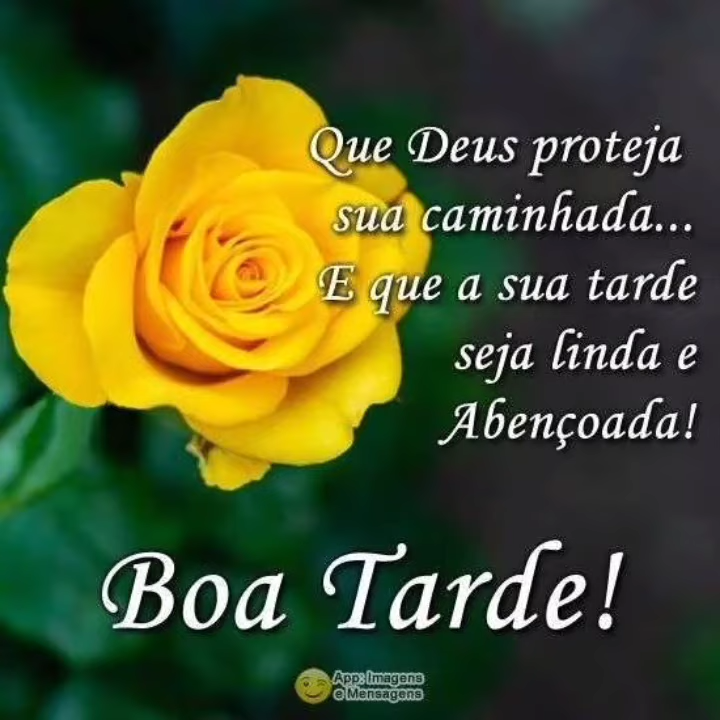 Que Deus proteja
sua caminhada...
E que a sua tarde
seja linda e
Abençoada!
Boa Tarde!
App: Imagens
e Mensagens